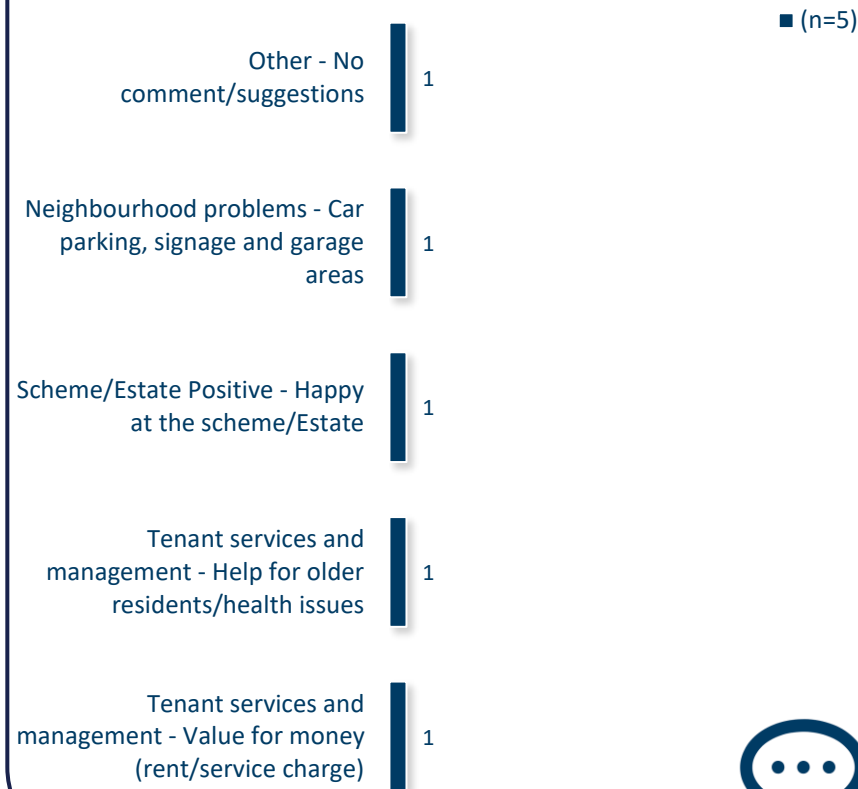 ■ (n=5)
Other - No
comment/suggestions
1
Neighbourhood problems - Car
parking, signage and garage
areas
1
Scheme/Estate Positive - Happy
at the scheme/Estate
1
Tenant services and
management - Help for older
residents/health issues
1
Tenant services and
management - Value for money
(rent/service charge)
1